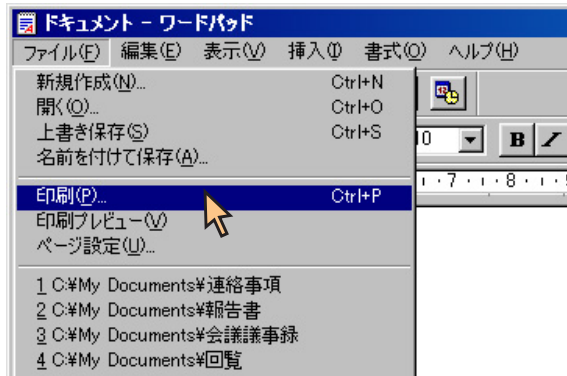 ドキュメント - ワードパッド
ファイル(F) 編集(E) 表示(V) 挿入(I) 書式(O) ヘルプ(H)
新規作成(N)... Ctrl+N
開く(O)... Ctrl+O
上書き保存(S) Ctrl+S
名前を付けて保存(A)...
10 B I
印刷(P)... Ctrl+P
· 7 · ı · 8 · ı · 9
印刷プレビュー(V)
ページ設定(U)...
1 C:¥My Documents¥連絡事項
2 C:¥My Documents¥報告書
3 C:¥My Documents¥会議議事録
4 C:¥My Documents¥回覧